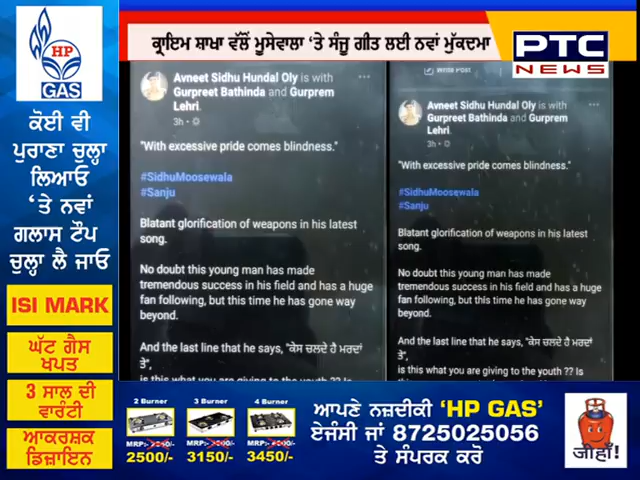 HP
GAS
ਕੋਈ ਵੀ
ਪੁਰਾਣਾ ਚੁਲ੍ਹਾ
ਲਿਆਓ
‘ਤੇ ਨਵਾਂ
ਗਲਾਸ ਟੌਪ
ਚੁਲ੍ਹਾ ਲੈ ਜਾਓ
ISI MARK
ਘੱਟ ਗੈਸ
ਖਪਤ
3 ਸਾਲ ਦੀ
ਵਾਰੰਟੀ
ਆਕਰਸ਼ਕ
ਡਿਜ਼ਾਇਨ
ਕ੍ਰਾਇਮ ਸ਼ਾਖਾ ਵੱਲੋਂ ਮੂਸੇਵਾਲਾ ‘ਤੇ ਸੰਜੂ ਗੀਤ ਲਈ ਨਵਾਂ ਮੁੱਕਦਮਾ
PTC
NEWS
Avneet Sidhu Hundal Oly is with
Gurpreet Bathinda and Gurprem
Lehri.
3h
"With excessive pride comes blindness."
#SidhuMoosewala
#Sanju
Blatant glorification of weapons in his latest
song.
No doubt this young man has made
tremendous success in his field and has a huge
fan following, but this time he has gone way
beyond.
And the last line that he says, "ਕੇਸ ਚਲਦੇ ਹੈ ਮਰਦਾਂ
ਤੇ",
is this what you are giving to the youth ?? Is
Write Post
Avneet Sidhu Hundal Oly is with
Gurpreet Bathinda and Gurprem
Lehri.
3h
"With excessive pride comes blindness."
#SidhuMoosewala
#Sanju
Blatant glorification of weapons in his latest
song.
No doubt this young man has made
tremendous success in his field and has a huge
fan following, but this time he has gone way
beyond.
And the last line that he says, "ਕੇਸ ਚਲਦੇ ਹੈ ਮਰਦਾਂ
ਤੇ",
is this what you are giving to the youth ?? Is
2 Burner
MRP:-
2500/-
3 Burner
MRP:-
3150/-
4 Burner
MRP:-
3450/-
ਆਪਣੇ ਨਜ਼ਦੀਕੀ ‘HP GAS’
ਏਜੰਸੀ ਜਾਂ 8725025056
ਤੇ ਸੰਪਰਕ ਕਰੋ
ਜੀਹਾਂ!